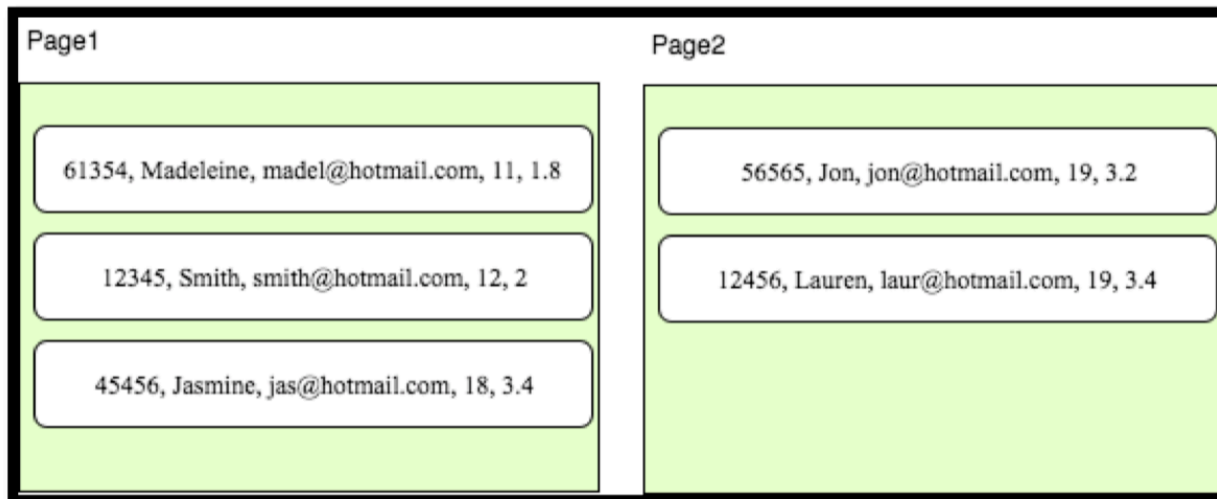 Page1
61354, Madeleine, madel@hotmail.com, 11, 1.8
12345, Smith, smith@hotmail.com, 12, 2
45456, Jasmine, jas@hotmail.com, 18, 3.4
Page2
56565, Jon, jon@hotmail.com, 19, 3.2
12456, Lauren, laur@hotmail.com, 19, 3.4